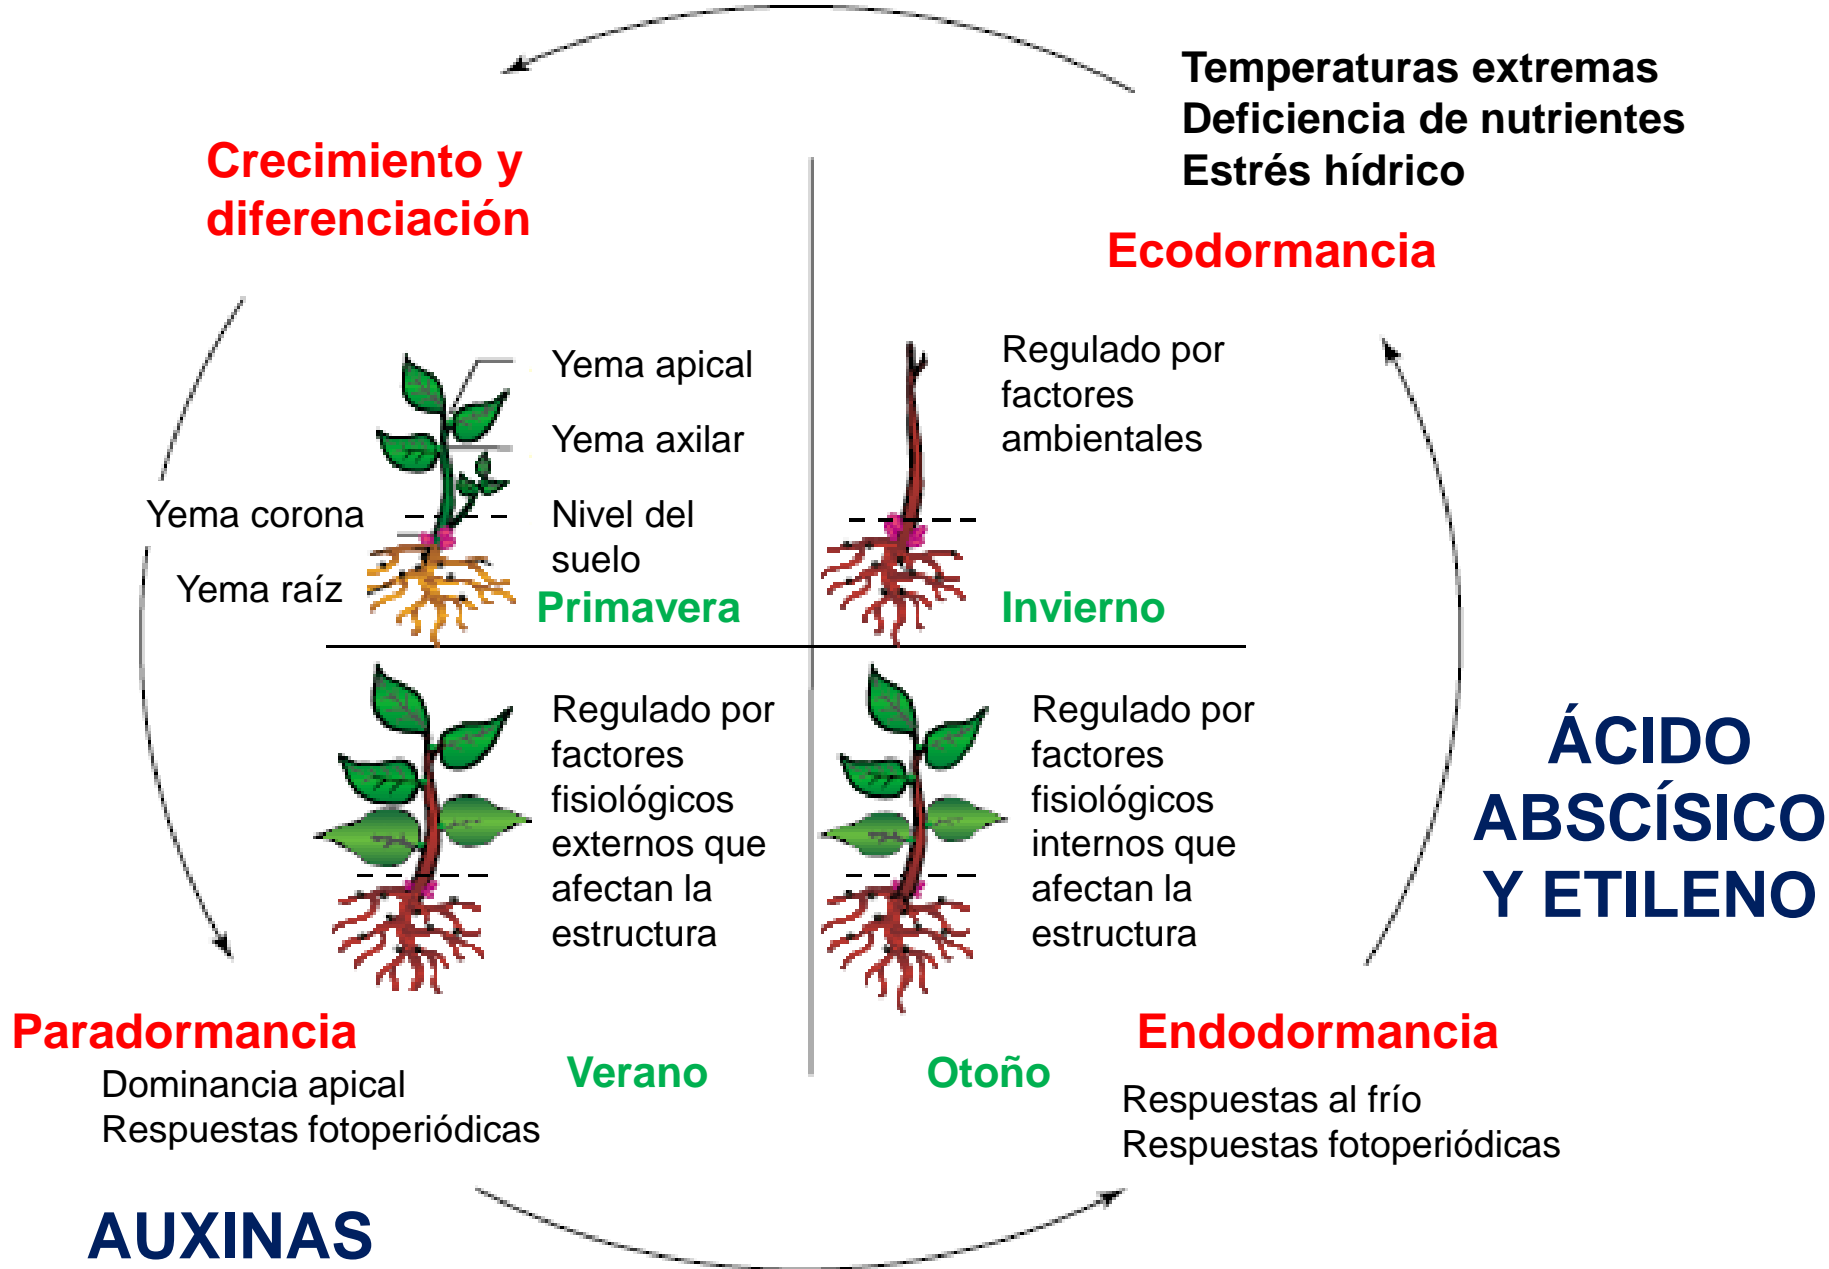 Temperaturas extremas
Deficiencia de nutrientes
Estrés hídrico
Crecimiento y
diferenciación
Ecodormancia
Yema apical
Yema axilar
Yema corona
Nivel del
suelo
Yema raíz
Primavera
Regulado por
factores
ambientales
Invierno
Regulado por
factores
fisiológicos
externos que
afectan la
estructura
Regulado por
factores
fisiológicos
internos que
afectan la
estructura
ÁCIDO
ABSCÍSICO
Y ETILENO
Paradormancia
Dominancia apical
Respuestas fotoperiódicas
Verano
Otoño
Endodormancia
Respuestas al frío
Respuestas fotoperiódicas
AUXINAS